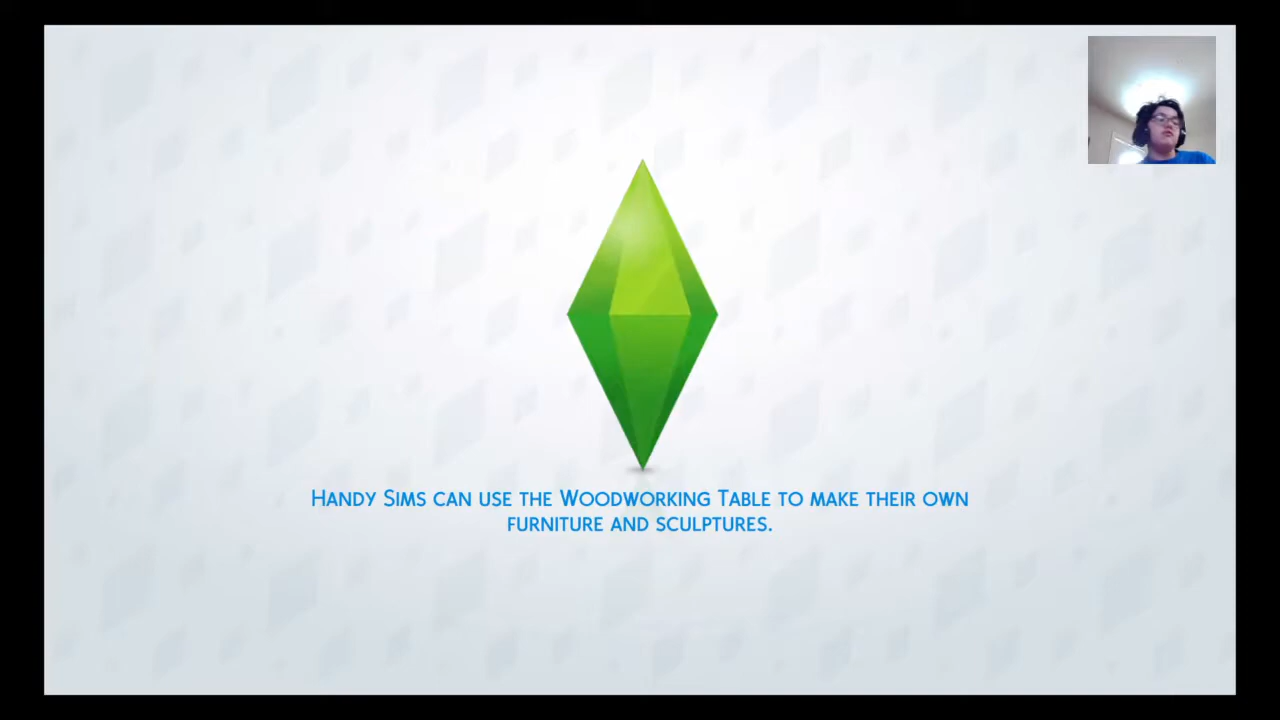 Handy Sims can use the Woodworking Table to make their own
furniture and sculptures.